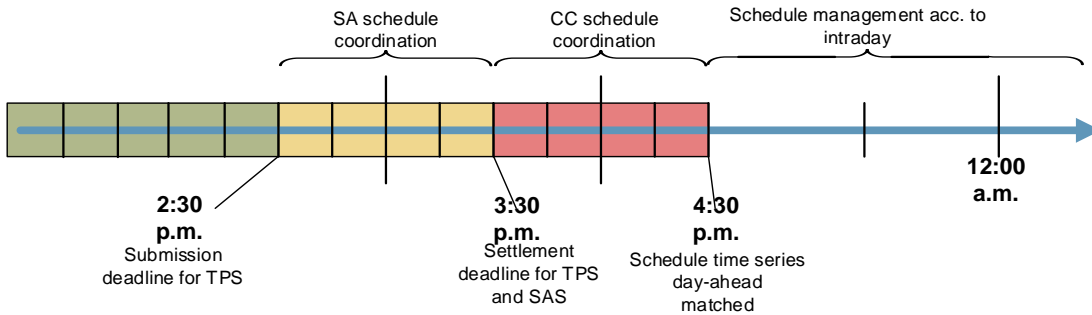 SA schedule
coordination
CC schedule
coordination
Schedule management acc. to
intraday
2:30
p.m.
Submission
deadline for TPS
3:30
p.m.
Settlement
deadline for TPS
and SAS
4:30
p.m.
Schedule time series
day-ahead
matched
12:00
a.m.